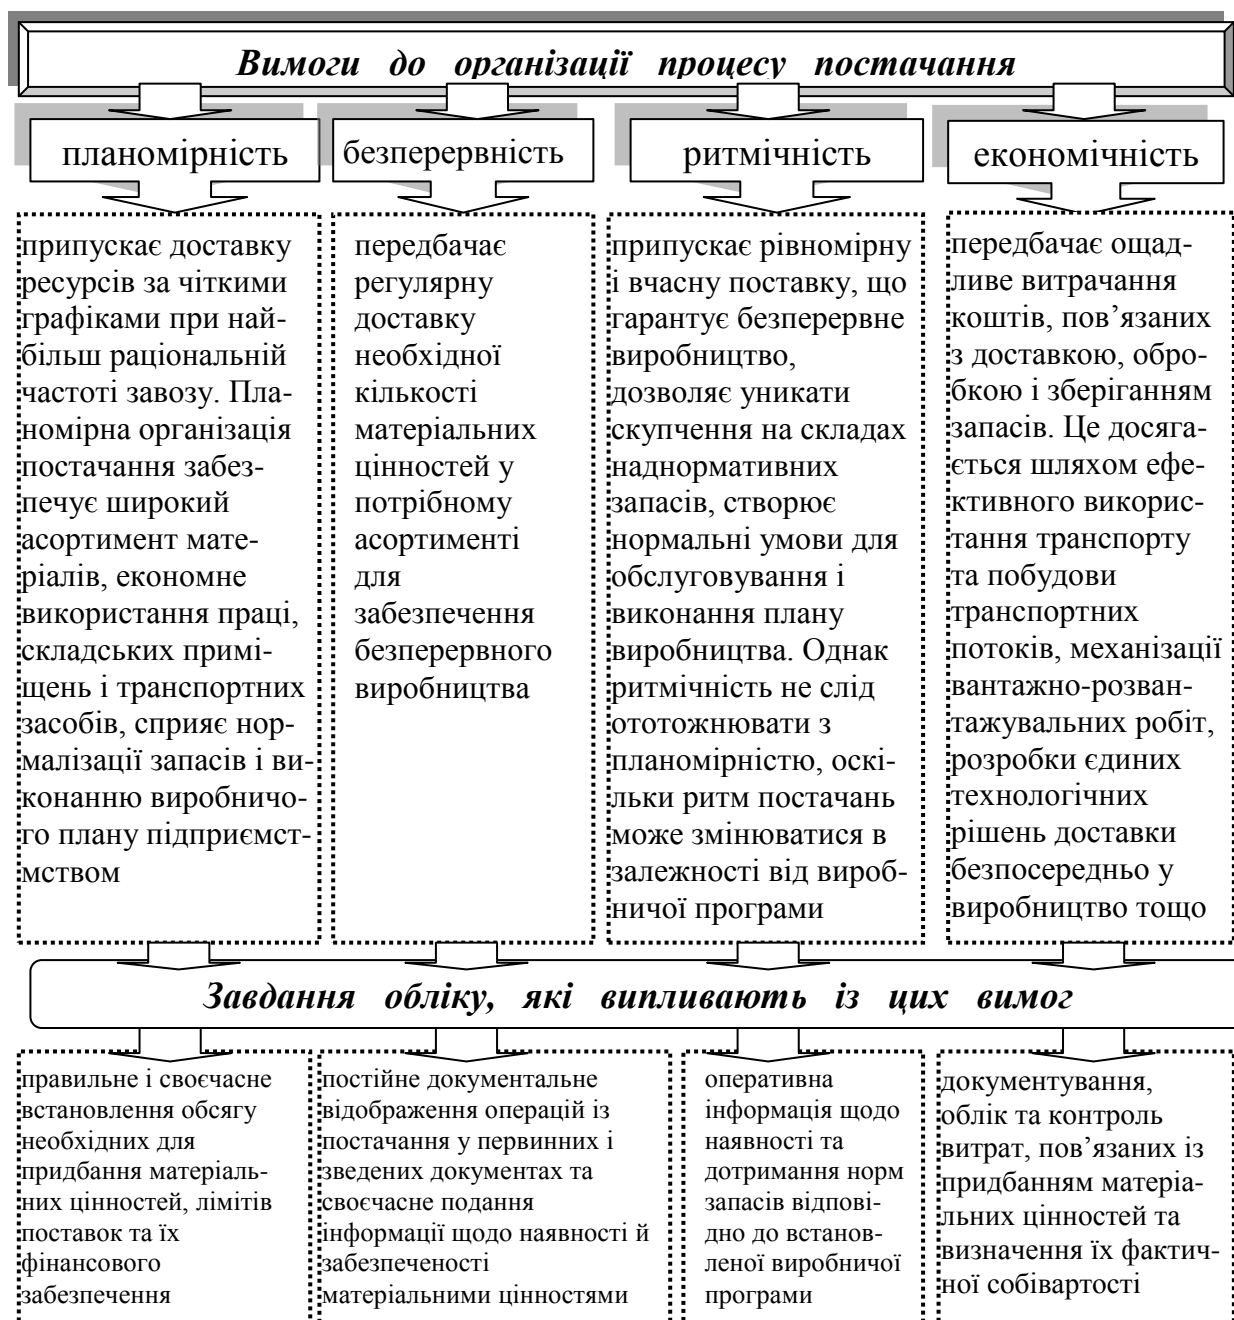 Вимоги до організації процесу постачання
планомірність
безперервність
ритмічність
економічність
припускає доставку
ресурсів за чіткими
графіками при най-
більш раціональній
частоті завозу. Пла-
номірна організація
постачання забез-
печує широкий
асортимент мате-
ріалів, економне
використання праці,
складських примі-
щень і транспортних
засобів, сприяє нор-
малізації запасів і ви-
конанню виробничо-
го плану підприємст-
мством
передбачає
регулярну
доставку
необхідної
кількості
матеріальних
цінностей у
потрібному
асортименті
для
забезпечення
безперервного
виробництва
припускає рівномірну
і вчасну поставку, що
гарантує безперервне
виробництво,
дозволяє уникати
скупчення на складах
наднормативних
запасів, створює
нормальні умови для
обслуговування і
виконання плану
виробництва. Однак
ритмічність не слід
ототожнювати з
планомірністю, оскі-
льки ритм постачань
може змінюватися в
залежності від вироб-
ничої програми
передбачає ощад-
ливе витрачання
коштів, пов’язаних
з доставкою, обро-
бкою і зберіганням
запасів. Це досяга-
ється шляхом ефе-
ктивного викорис-
тання транспорту
та побудови
транспортних
потоків, механізації
вантажно-розван-
тажувальних робіт,
розробки єдиних
технологічних
рішень доставки
безпосередньо у
виробництво тощо
Завдання обліку, які випливають із цих вимог
правильне і своєчасне
встановлення обсягу
необхідних для
придбання матеріаль-
них цінностей, лімітів
поставок та їх
фінансового
забезпечення
постійне документальне
відображення операцій із
постачання у первинних і
зведених документах та
своєчасне подання
інформації щодо наявності й
забезпеченості
матеріальними цінностями
оперативна
інформація щодо
наявності та
дотримання норм
запасів відпові-
дно до встанов-
леної виробничої
програми
документування,
облік та контроль
витрат, пов’язаних із
придбанням матеріа-
льних цінностей та
визначення їх фактич-
ної собівартості